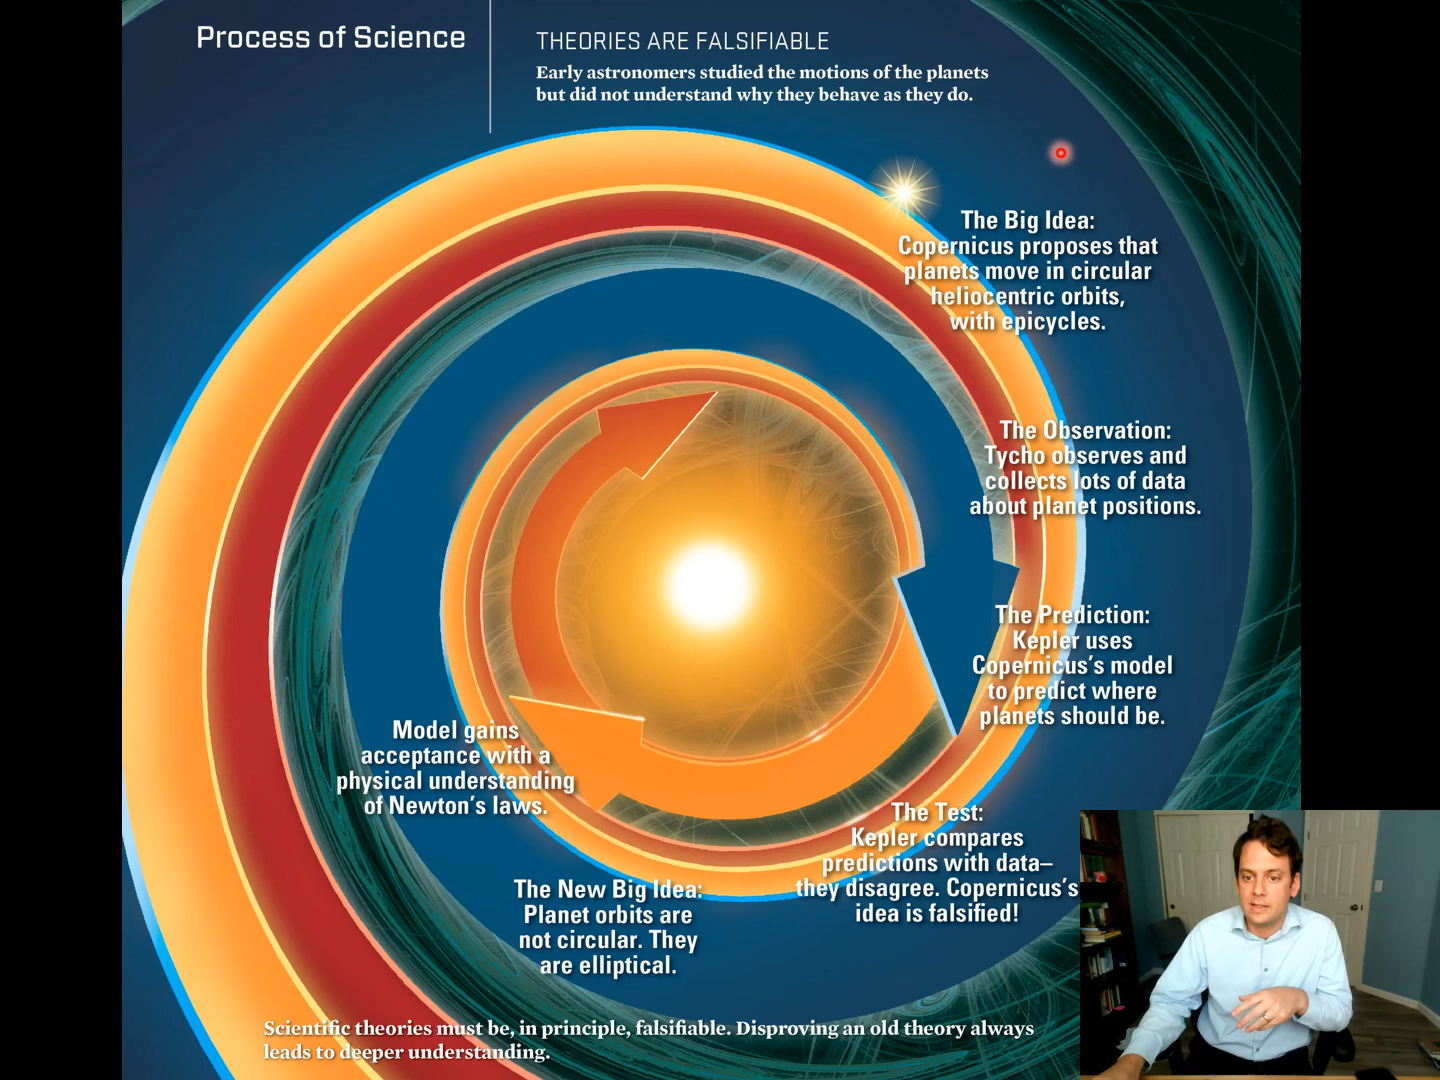 Process of Science
THEORIES ARE FALSIFIABLE
Early astronomers studied the motions of the planets
but did not understand why they behave as they do.
The Big Idea:
Copernicus proposes that
planets move in circular
heliocentric orbits,
with epicycles.
The Observation:
Tycho observes and
collects lots of data
about planet positions.
The Prediction:
Kepler uses
Copernicus's model
to predict where
planets should be.
The Test:
Kepler compares
predictions with data–
they disagree. Copernicus's
idea is falsified!
The New Big Idea:
Planet orbits are
not circular. They
are elliptical.
Model gains
acceptance with a
physical understanding
of Newton's laws.
Scientific theories must be, in principle, falsifiable. Disproving an old theory always
leads to deeper understanding.